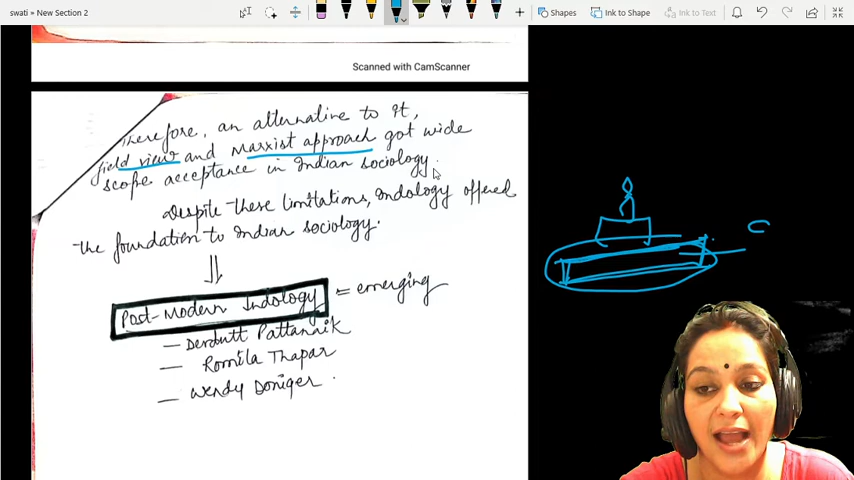 swati » New Section 2
Shapes
Ink to Shape
Ink to Text
Scanned with CamScanner
Therefore, an alternative to it,
field view and Marxist approach got wide
scope acceptance in Indian sociology.
Despite these limitations, Indology offered
the foundation to Indian sociology.
Post-Modern Indology = emerging
— Derdutt Pattanaik
— Romila Thapar
— Wendy Doniger